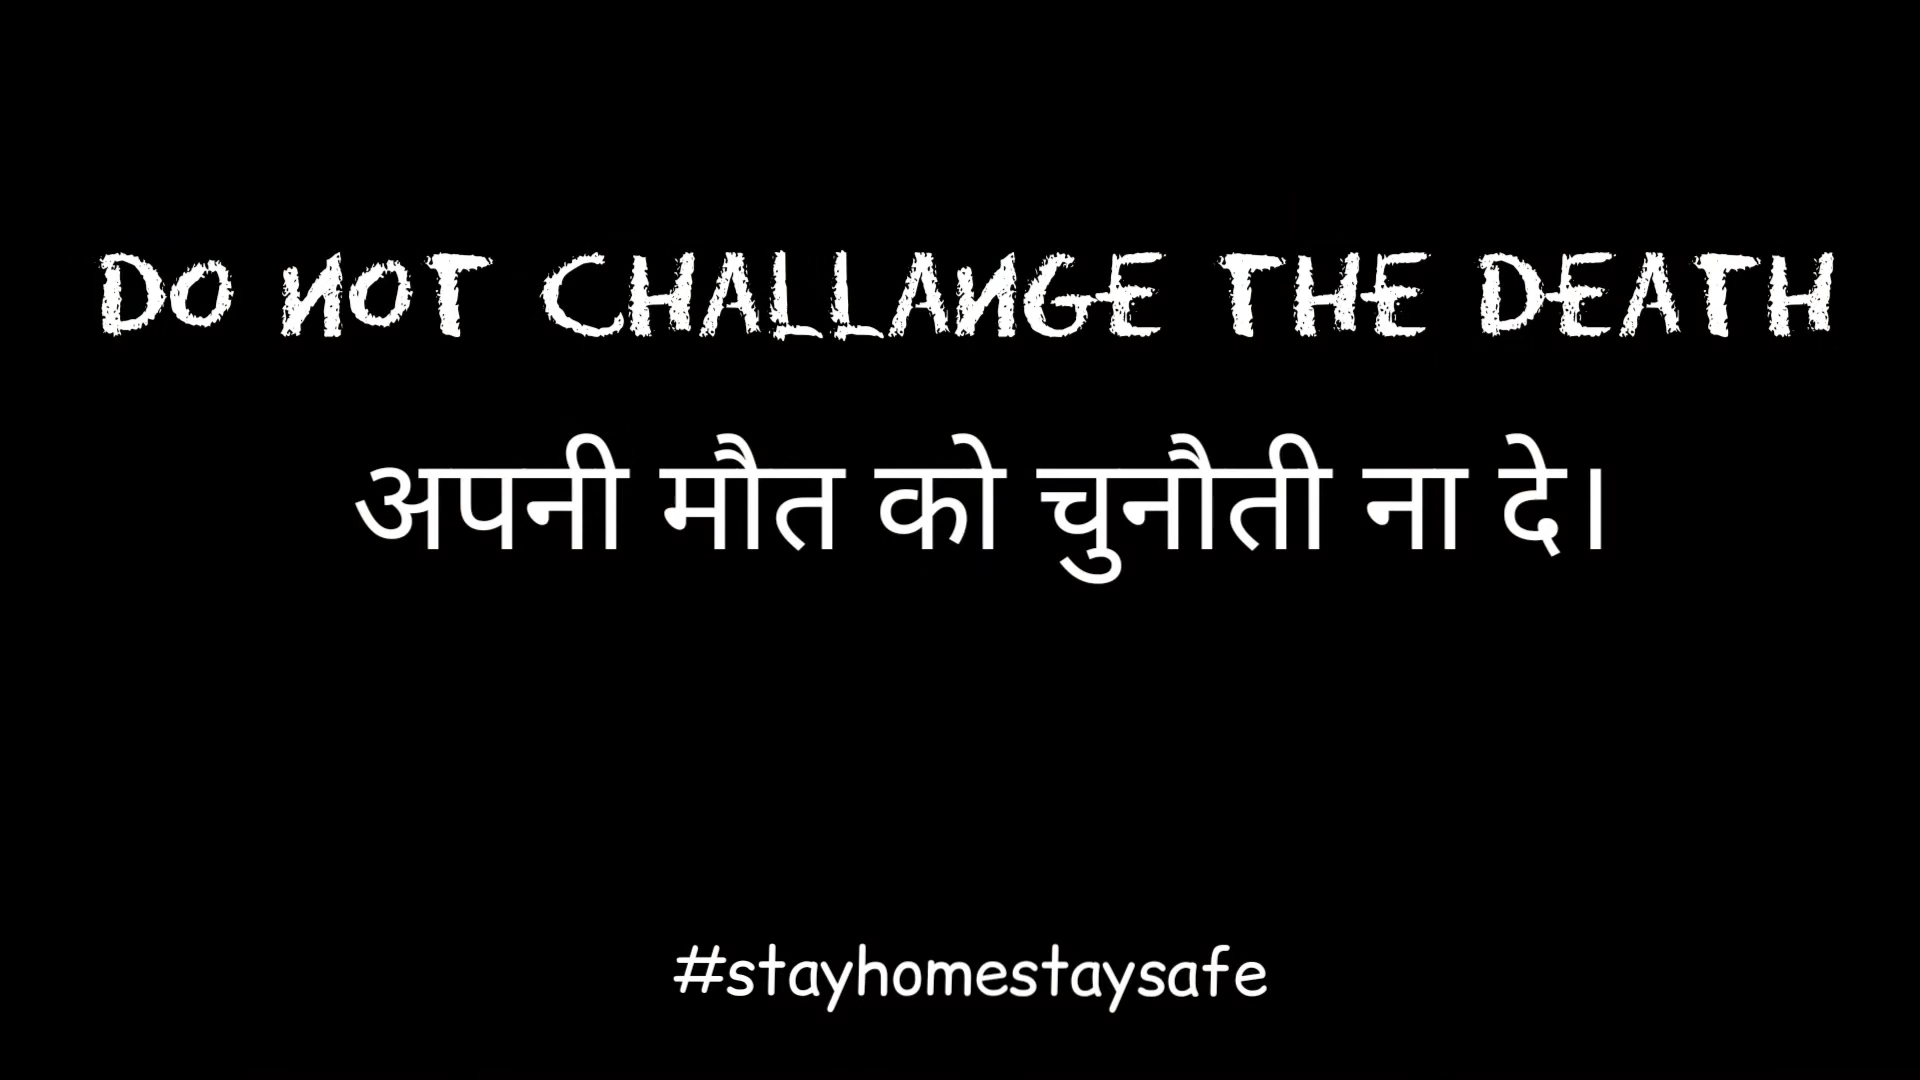 DO NOT CHALLANGE THE DEATH
अपनी मौत को चुनौती ना दे।
#stayhomestaysafe